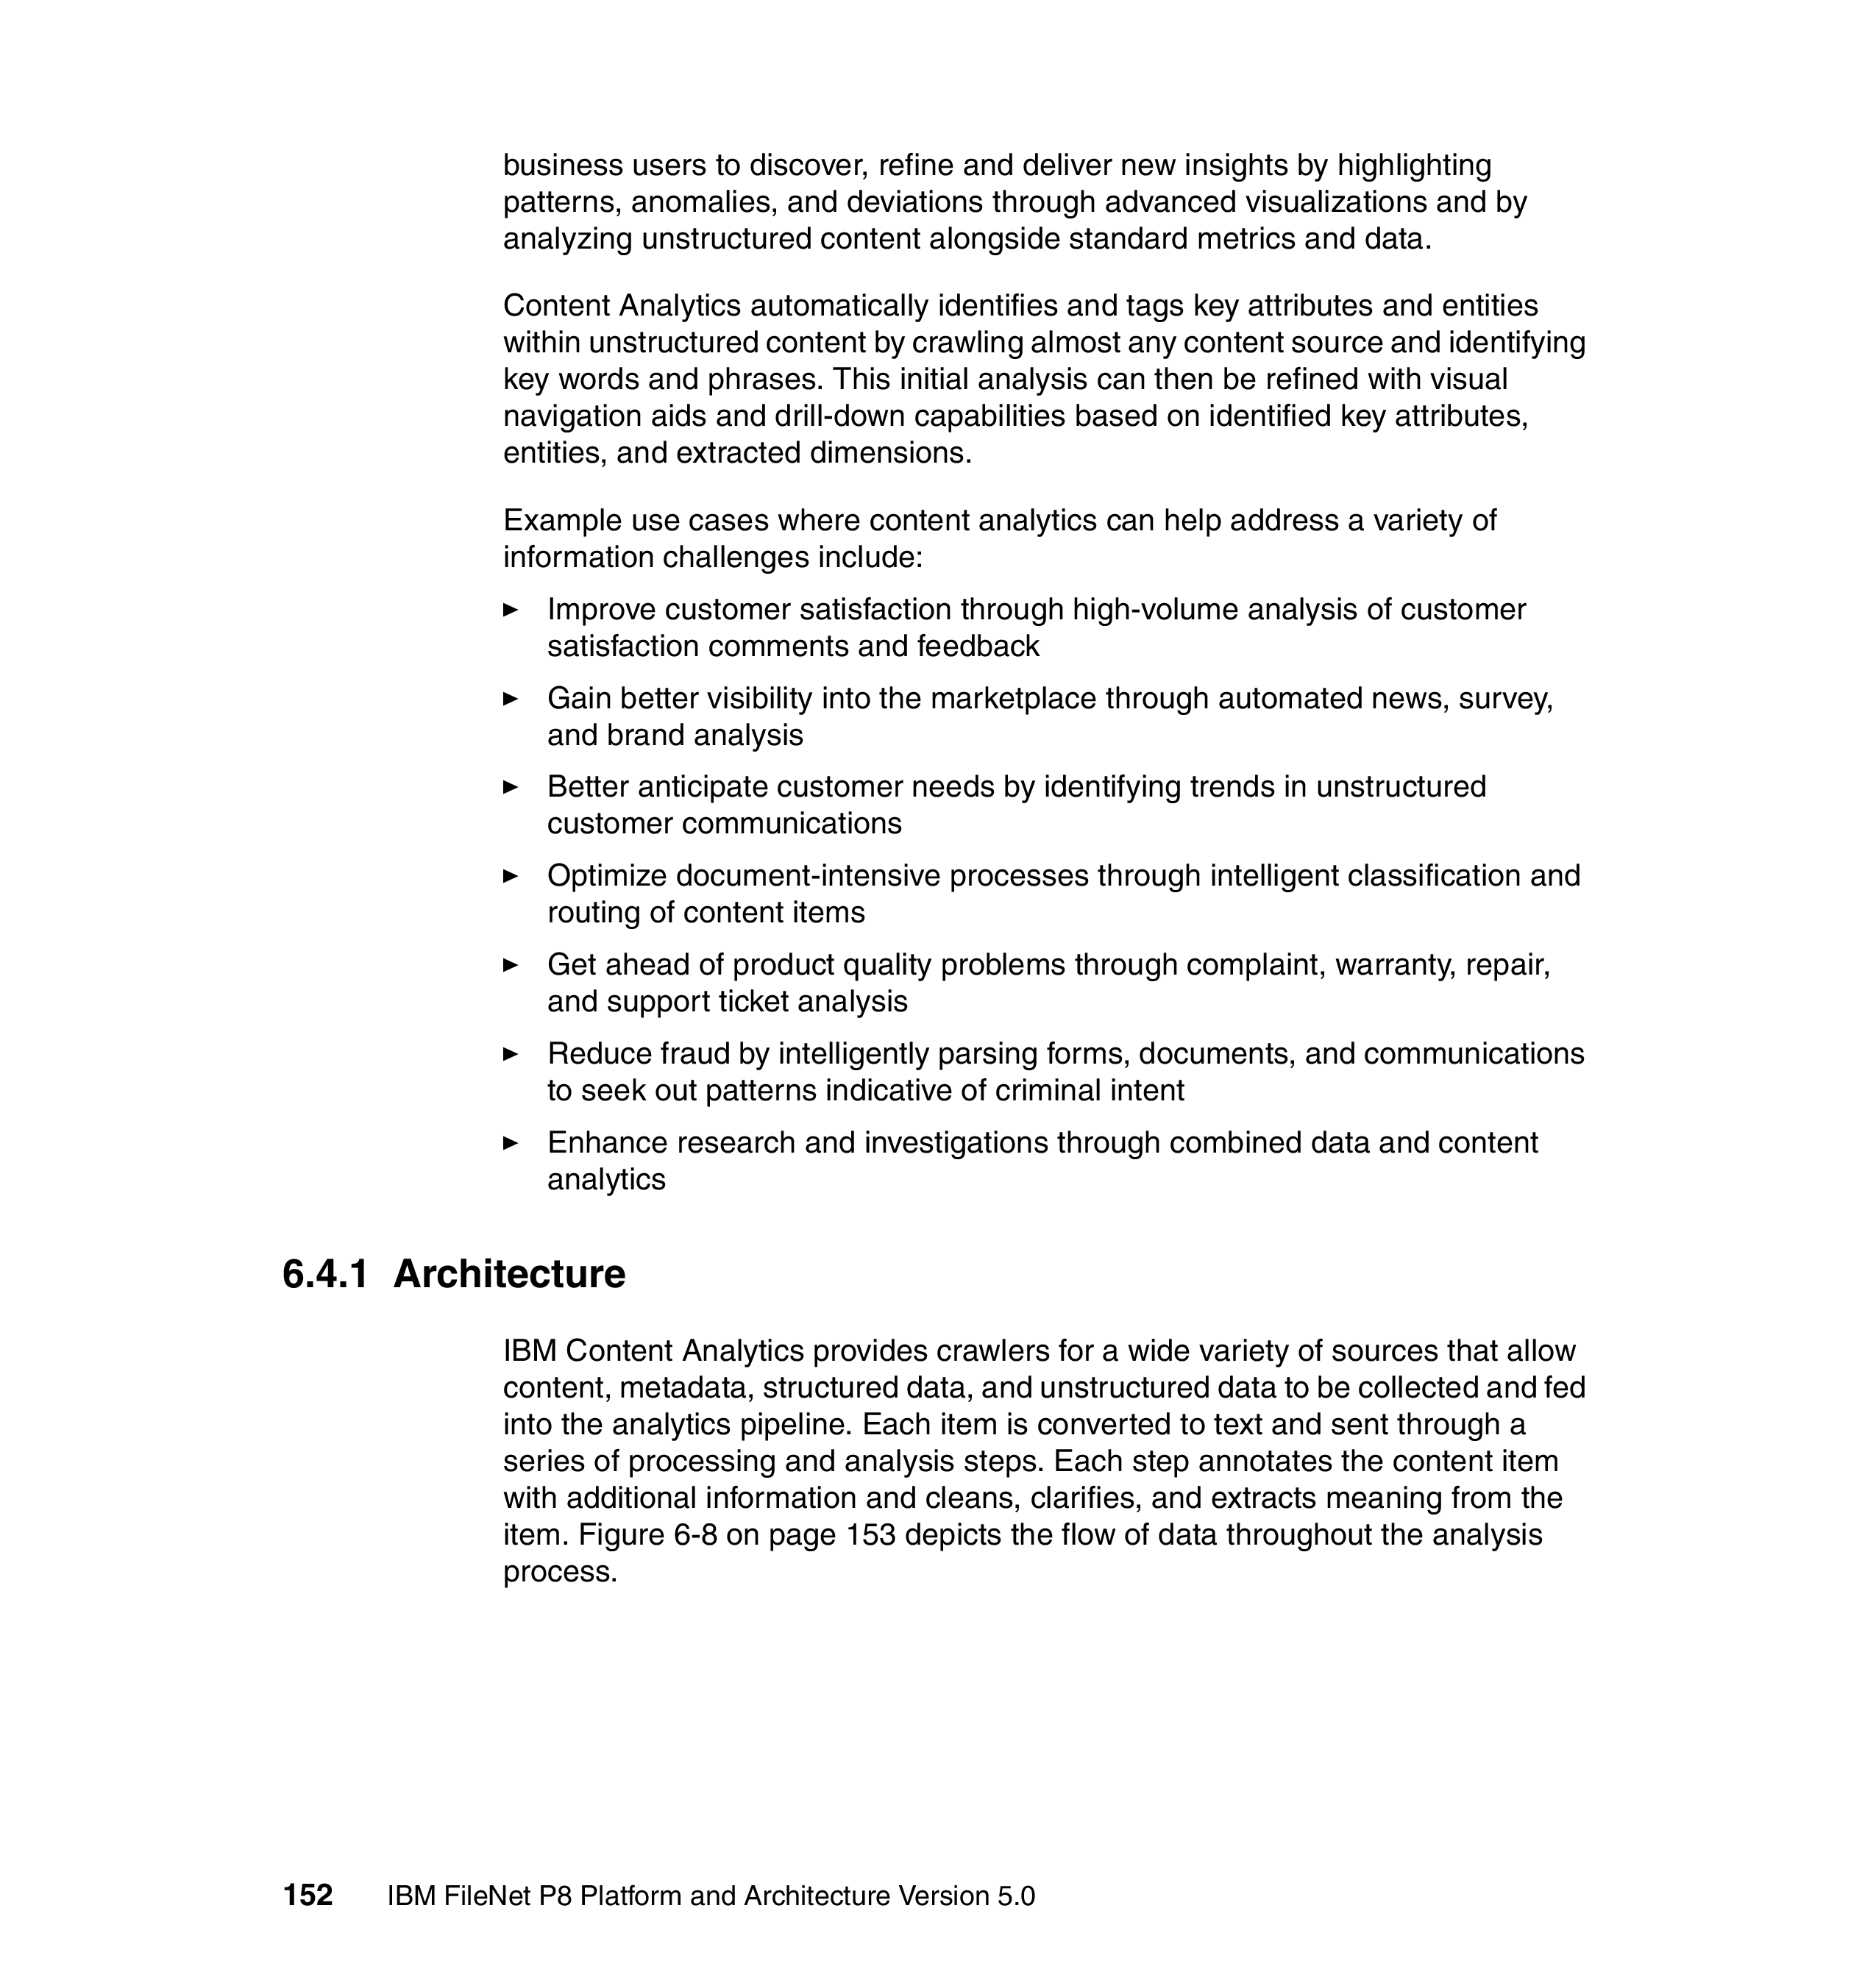 business users to discover, refine and deliver new insights by highlighting
patterns, anomalies, and deviations through advanced visualizations and by
analyzing unstructured content alongside standard metrics and data.
Content Analytics automatically identifies and tags key attributes and entities
within unstructured content by crawling almost any content source and identifying
key words and phrases. This initial analysis can then be refined with visual
navigation aids and drill-down capabilities based on identified key attributes,
entities, and extracted dimensions.
Example use cases where content analytics can help address a variety of
information challenges include:
► Improve customer satisfaction through high-volume analysis of customer
satisfaction comments and feedback
► Gain better visibility into the marketplace through automated news, survey,
and brand analysis
► Better anticipate customer needs by identifying trends in unstructured
customer communications
► Optimize document-intensive processes through intelligent classification and
routing of content items
► Get ahead of product quality problems through complaint, warranty, repair,
and support ticket analysis
► Reduce fraud by intelligently parsing forms, documents, and communications
to seek out patterns indicative of criminal intent
► Enhance research and investigations through combined data and content
analytics
6.4.1 Architecture
IBM Content Analytics provides crawlers for a wide variety of sources that allow
content, metadata, structured data, and unstructured data to be collected and fed
into the analytics pipeline. Each item is converted to text and sent through a
series of processing and analysis steps. Each step annotates the content item
with additional information and cleans, clarifies, and extracts meaning from the
item. Figure 6-8 on page 153 depicts the flow of data throughout the analysis
process.
152 IBM FileNet P8 Platform and Architecture Version 5.0